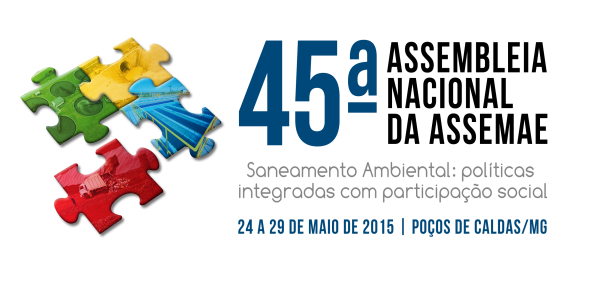 45ª ASSEMBLEIA
NACIONAL
DA ASSEMAE
Saneamento Ambiental: políticas
integradas com participação social
24 A 29 DE MAIO DE 2015 | POÇOS DE CALDAS/MG